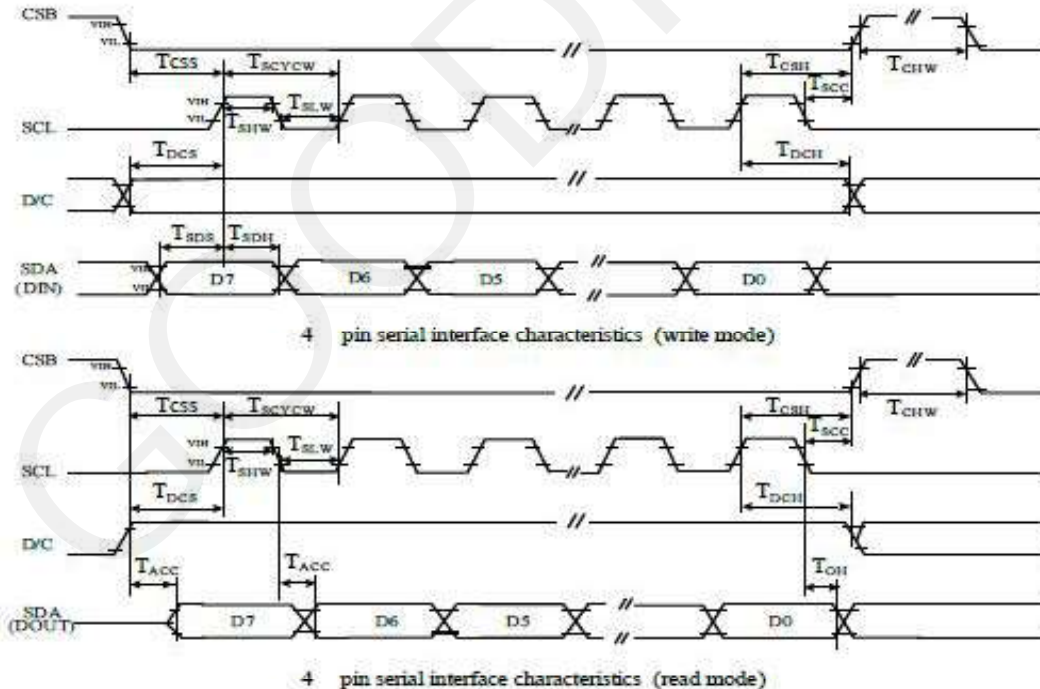 CSB
VIH
VIL
TCSS
TSCYCW
TCSH
TSCC
TCHW
SCL
VIH
VIL
TSHW
TSLW
TDCS
TDCH
D/C
TSDS
TSDH
SDA
(DIN)
VIH
VIL
D7
D6
D5
D0
4 pin serial interface characteristics (write mode)
CSB
VIH
VIL
TCSS
TSCYCW
TCSH
TSCC
TCHW
SCL
VIH
VIL
TSHW
TSLW
TDCS
TDCH
D/C
TACC
TACC
TOH
SDA
(DOUT)
D7
D6
D5
D0
4 pin serial interface characteristics (read mode)